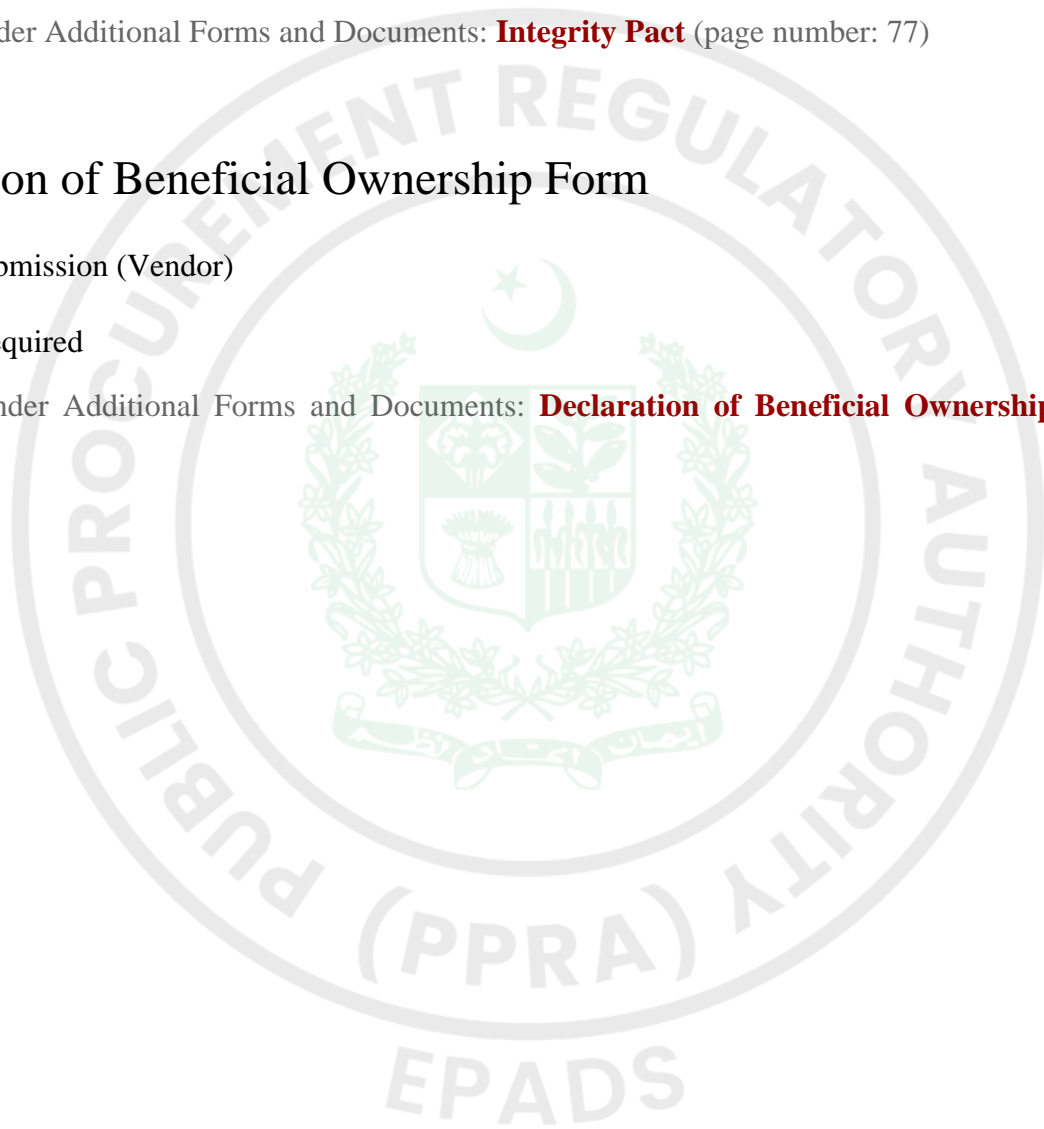 der Additional Forms and Documents: Integrity Pact (page number: 77)
on of Beneficial Ownership Form
omission (Vendor)
equired
nder Additional Forms and Documents: Declaration of Beneficial Ownership
PUBLIC PROCUREMENT REGULATORY AUTHORITY
(PPRA)
EPADS